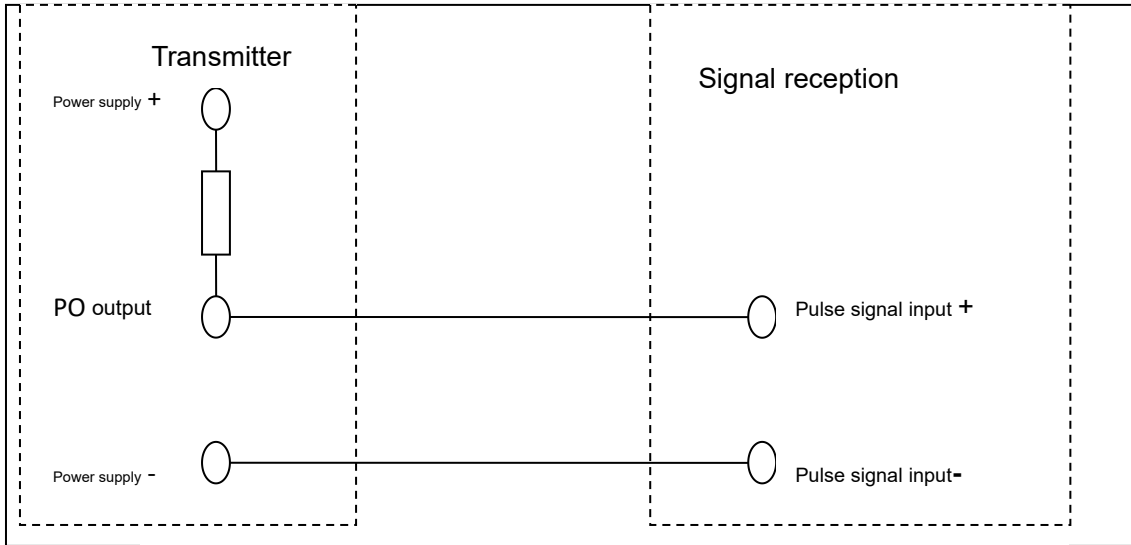 Transmitter
Signal reception
Power supply +
PO output
Pulse signal input +
Power supply -
Pulse signal input-